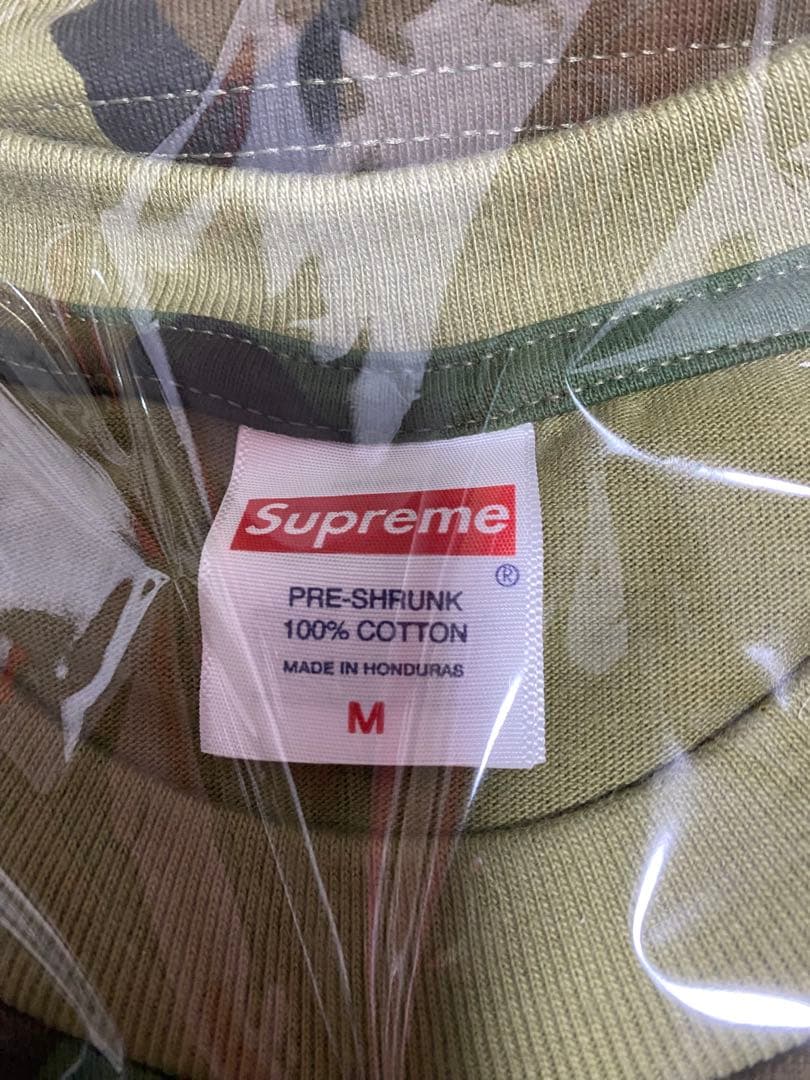 Supreme
®
PRE-SHRUNK
100% COTTON
MADE IN HONDURAS
M